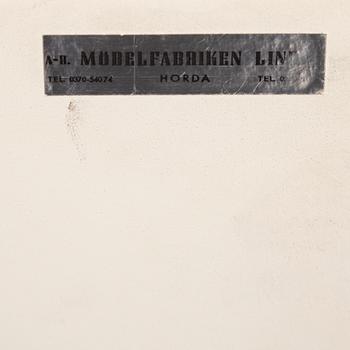 A-B. MÖBELFABRIKEN LIN
TEL. 0370-54074 HORDA TEL. 0